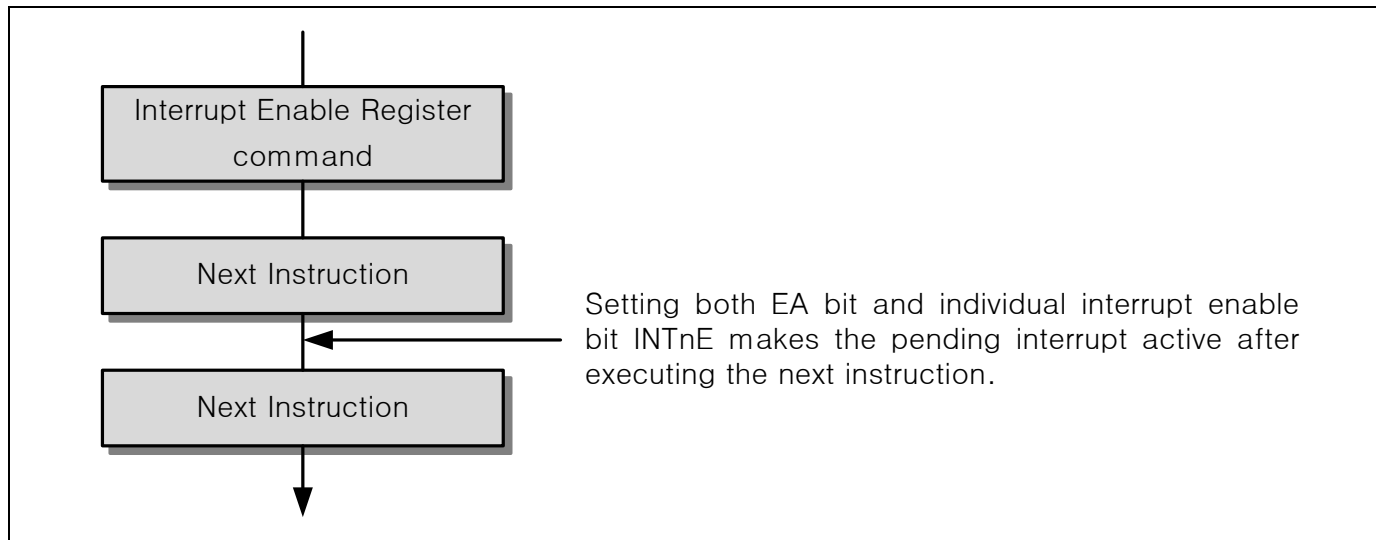 Interrupt Enable Register
command
Next Instruction
Setting both EA bit and individual interrupt enable
bit INTnE makes the pending interrupt active after
executing the next instruction.
Next Instruction